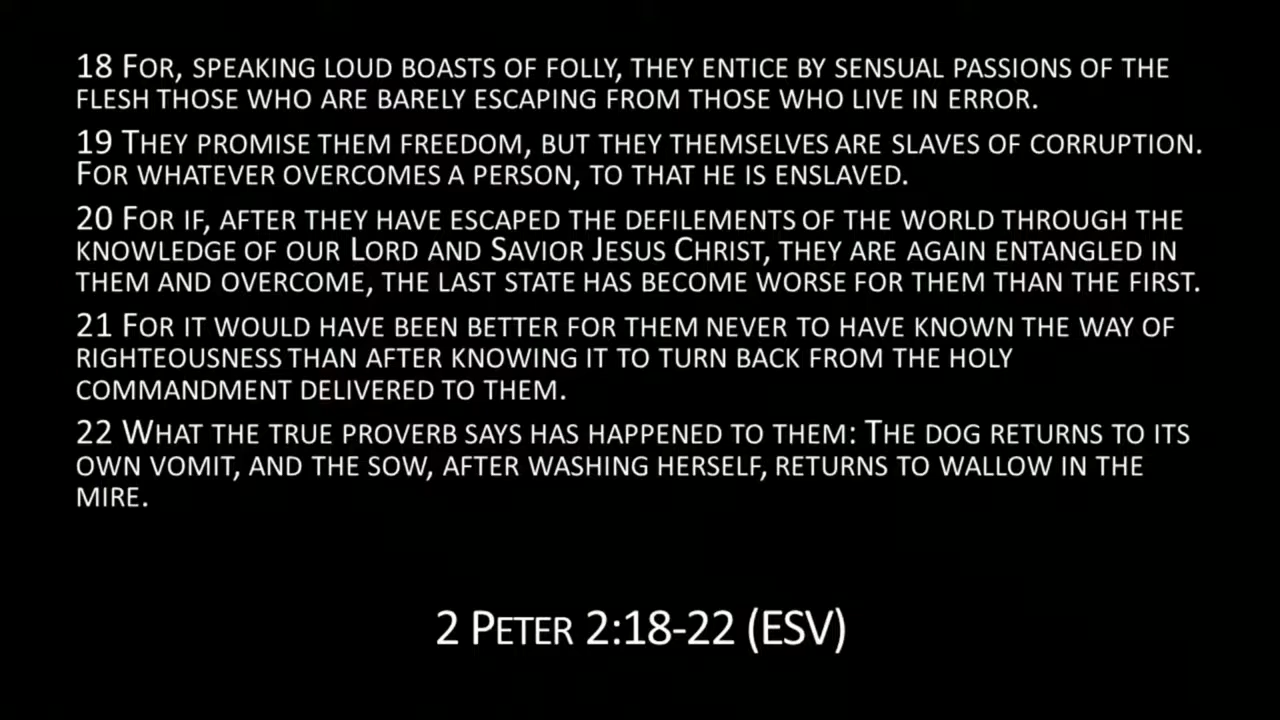 18 For, speaking loud boasts of folly, they entice by sensual passions of the
flesh those who are barely escaping from those who live in error.
19 They promise them freedom, but they themselves are slaves of corruption.
For whatever overcomes a person, to that he is enslaved.
20 For if, after they have escaped the defilements of the world through the
knowledge of our Lord and Savior Jesus Christ, they are again entangled in
them and overcome, the last state has become worse for them than the first.
21 For it would have been better for them never to have known the way of
righteousness than after knowing it to turn back from the holy
commandment delivered to them.
22 What the true proverb says has happened to them: The dog returns to its
own vomit, and the sow, after washing herself, returns to wallow in the
mire.
2 Peter 2:18-22 (ESV)